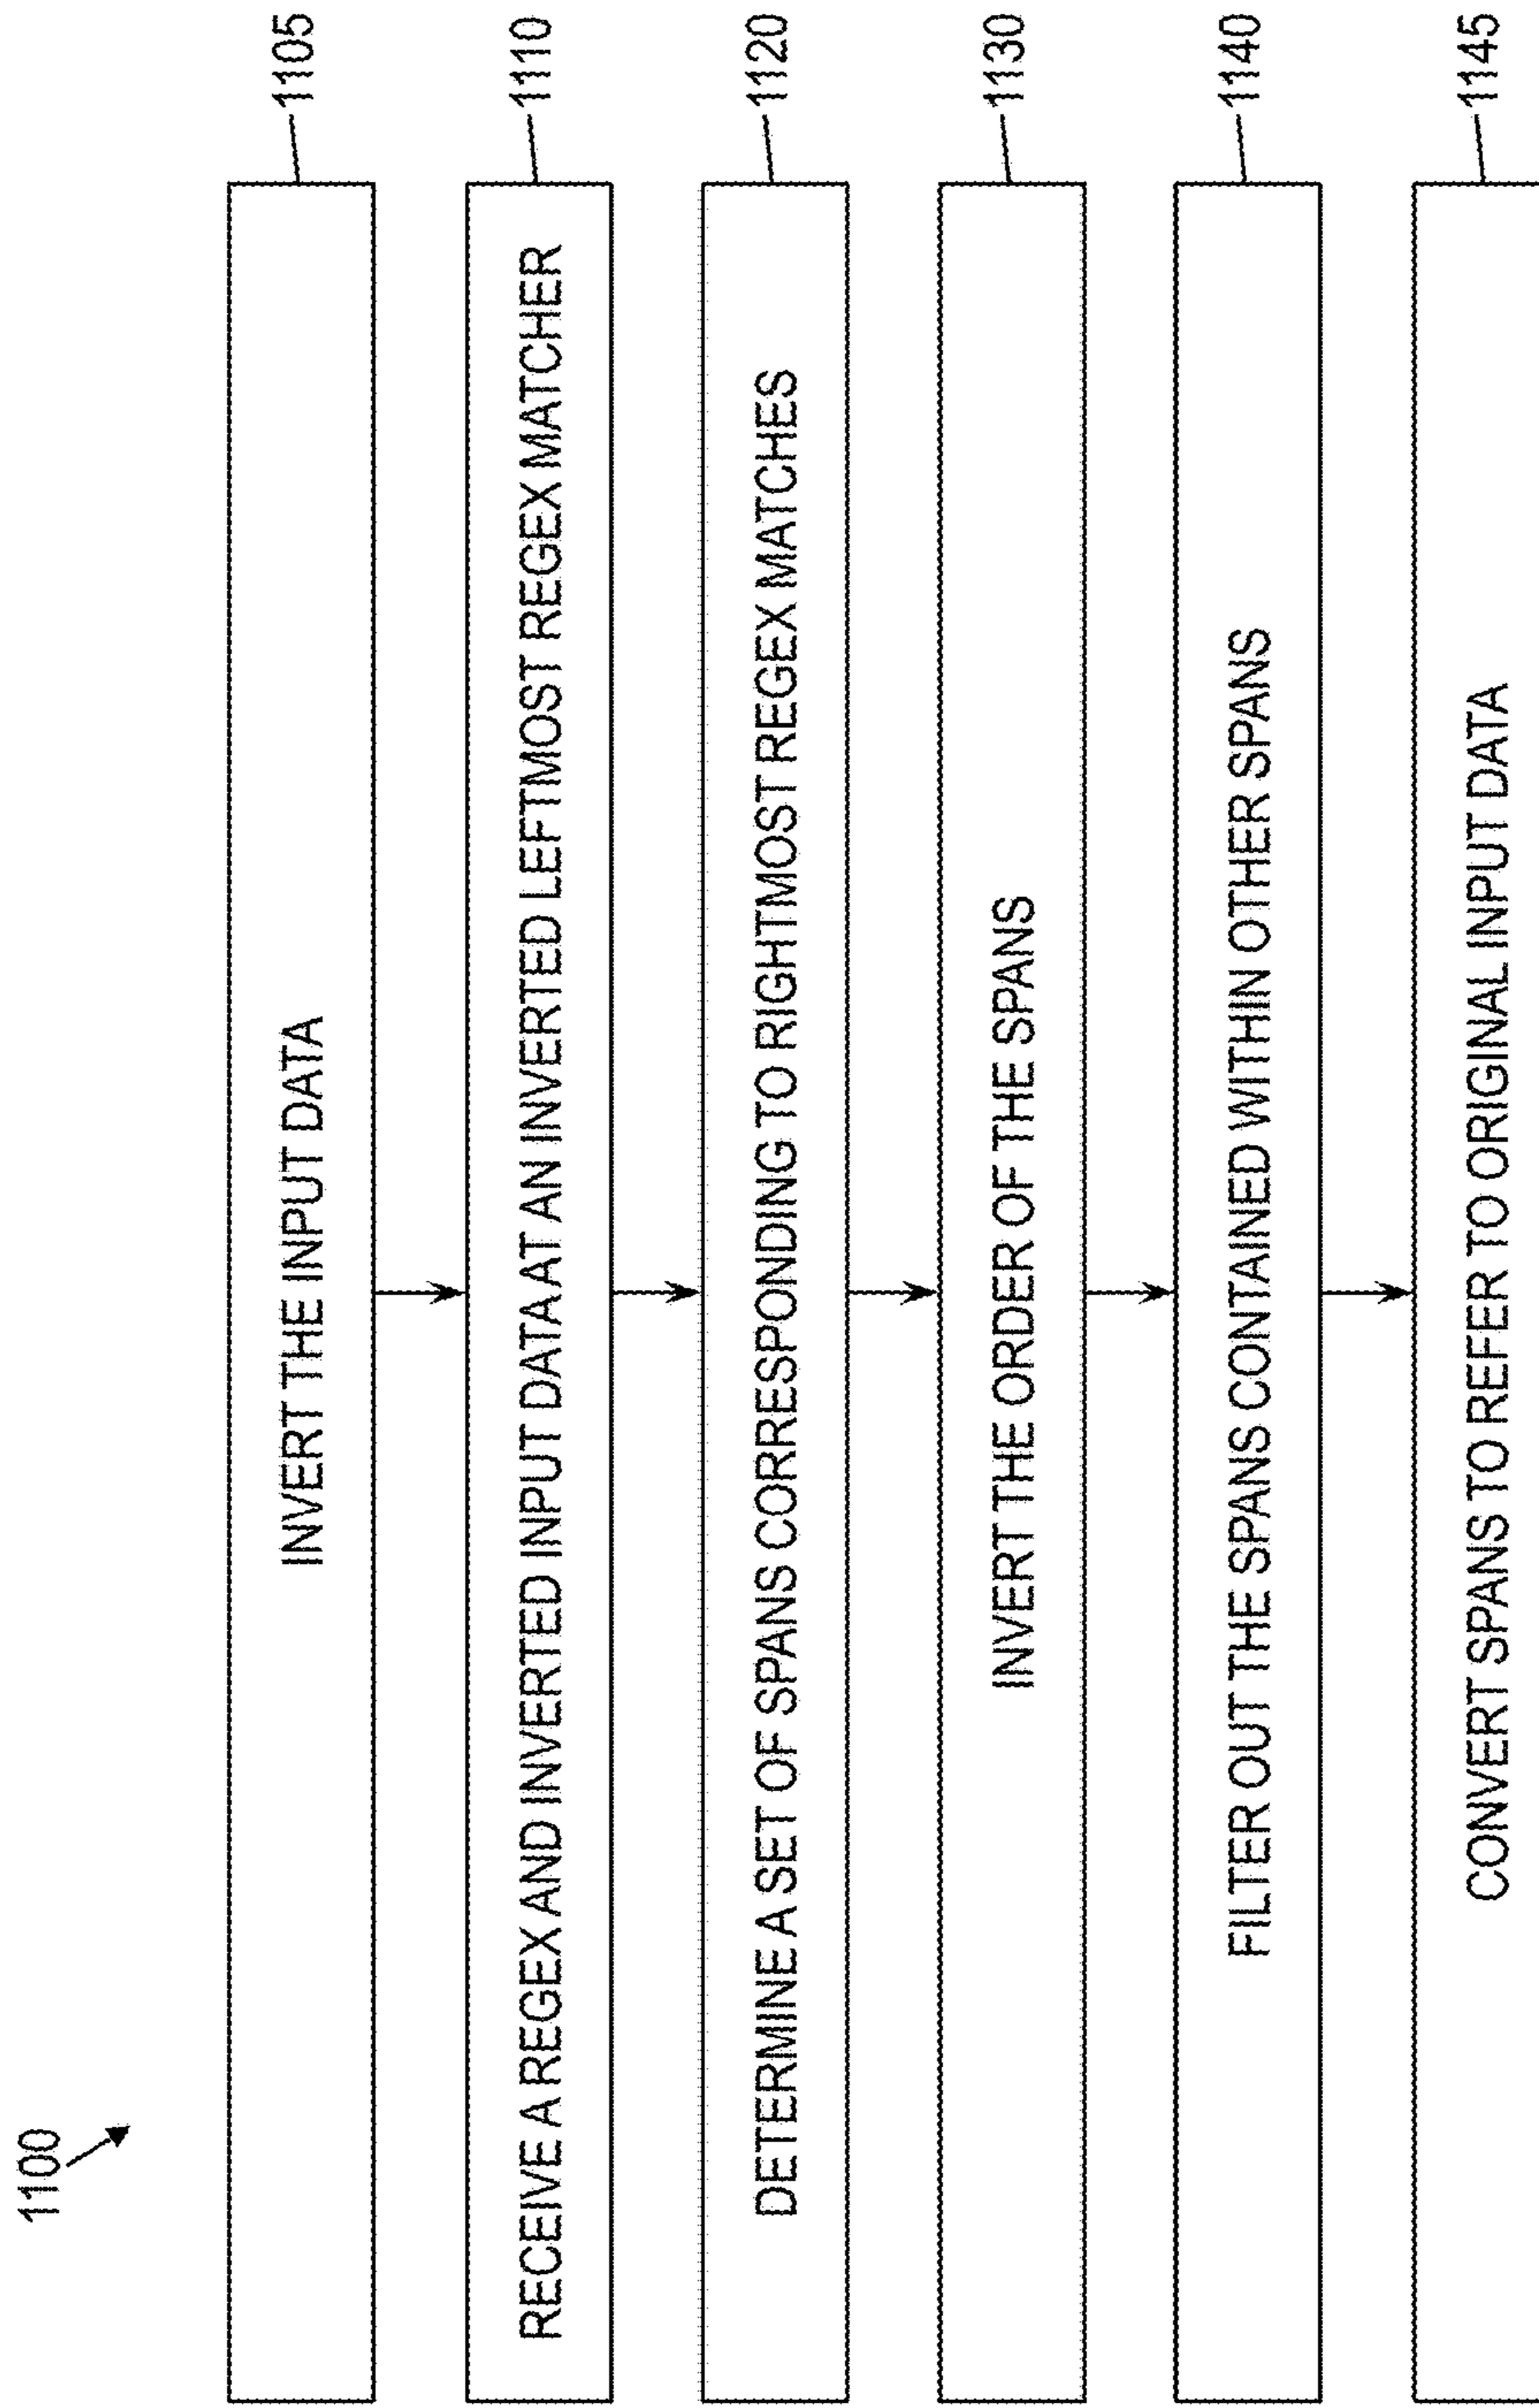 1100
INVERT THE INPUT DATA
1105
RECEIVE A REGEX AND INVERTED INPUT DATA AT AN INVERTED LEFTMOST REGEX MATCHER
1110
DETERMINE A SET OF SPANS CORRESPONDING TO RIGHTMOST REGEX MATCHES
1120
INVERT THE ORDER OF THE SPANS
1130
FILTER OUT THE SPANS CONTAINED WITHIN OTHER SPANS
1140
CONVERT SPANS TO REFER TO ORIGINAL INPUT DATA
1145